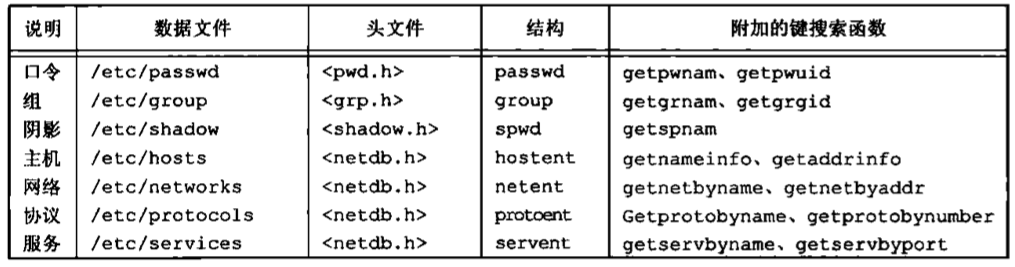 说明 数据文件 头文件 结构 附加的键搜索函数
口令 /etc/passwd <pwd.h> passwd getpwnam、getpwuid
组 /etc/group <grp.h> group getgrnam、getgrgid
阴影 /etc/shadow <shadow.h> spwd getspnam
主机 /etc/hosts <netdb.h> hostent getnameinfo、getaddrinfo
网络 /etc/networks <netdb.h> netent getnetbyname、getnetbyaddr
协议 /etc/protocols <netdb.h> protoent Getprotobyname、getprotobynumber
服务 /etc/services <netdb.h> servent getservbyname、getservbyport